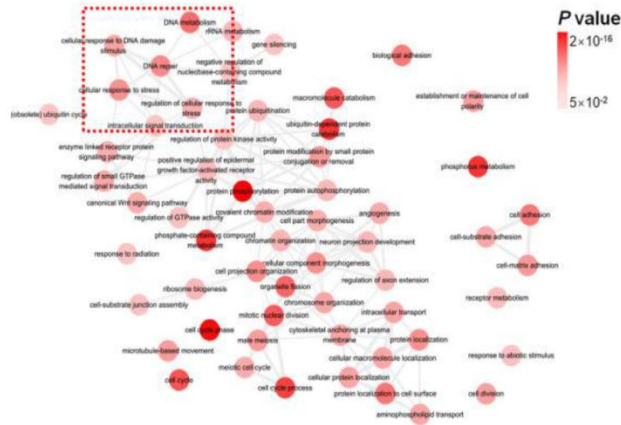 P value
2×10-16
5×10-2
DNA metabolism
rRNA metabolism
cellular response to DNA damage
stimulus
gene silencing
DNA repair
negative regulation of
nucleobase-containing compound
metabolism
biological adhesion
cellular response to stress
regulation of cellular response to
stress
macromolecule catabolism
establishment or maintenance of cell
polarity
(obsolete) ubiquitin cycle
protein ubiquitination
intracellular signal transduction
ubiquitin-dependent protein
catabolism
regulation of protein kinase activity
enzyme linked receptor protein
signaling pathway
protein modification by small protein
conjugation or removal
positive regulation of epidermal
growth factor-activated receptor
activity
phosphorus metabolism
regulation of small GTPase
mediated signal transduction
protein phosphorylation
protein autophosphorylation
canonical Wnt signaling pathway
covalent chromatin modification
angiogenesis
cell adhesion
regulation of GTPase activity
cell part morphogenesis
phosphate-containing compound
metabolism
chromatin organization
neuron projection development
cell-substrate adhesion
response to radiation
cellular component morphogenesis
cell-matrix adhesion
cell projection organization
regulation of axon extension
organelle fission
ribosome biogenesis
receptor metabolism
cell-substrate junction assembly
chromosome organization
mitotic nuclear division
intracellular transport
cell cycle phase
cytoskeletal anchoring at plasma
membrane
male meiosis
protein localization
microtubule-based movement
cellular macromolecule localization
response to abiotic stimulus
meiotic cell cycle
cell cycle
cell cycle process
cellular protein localization
protein localization to cell surface
cell division
aminophospholipid transport